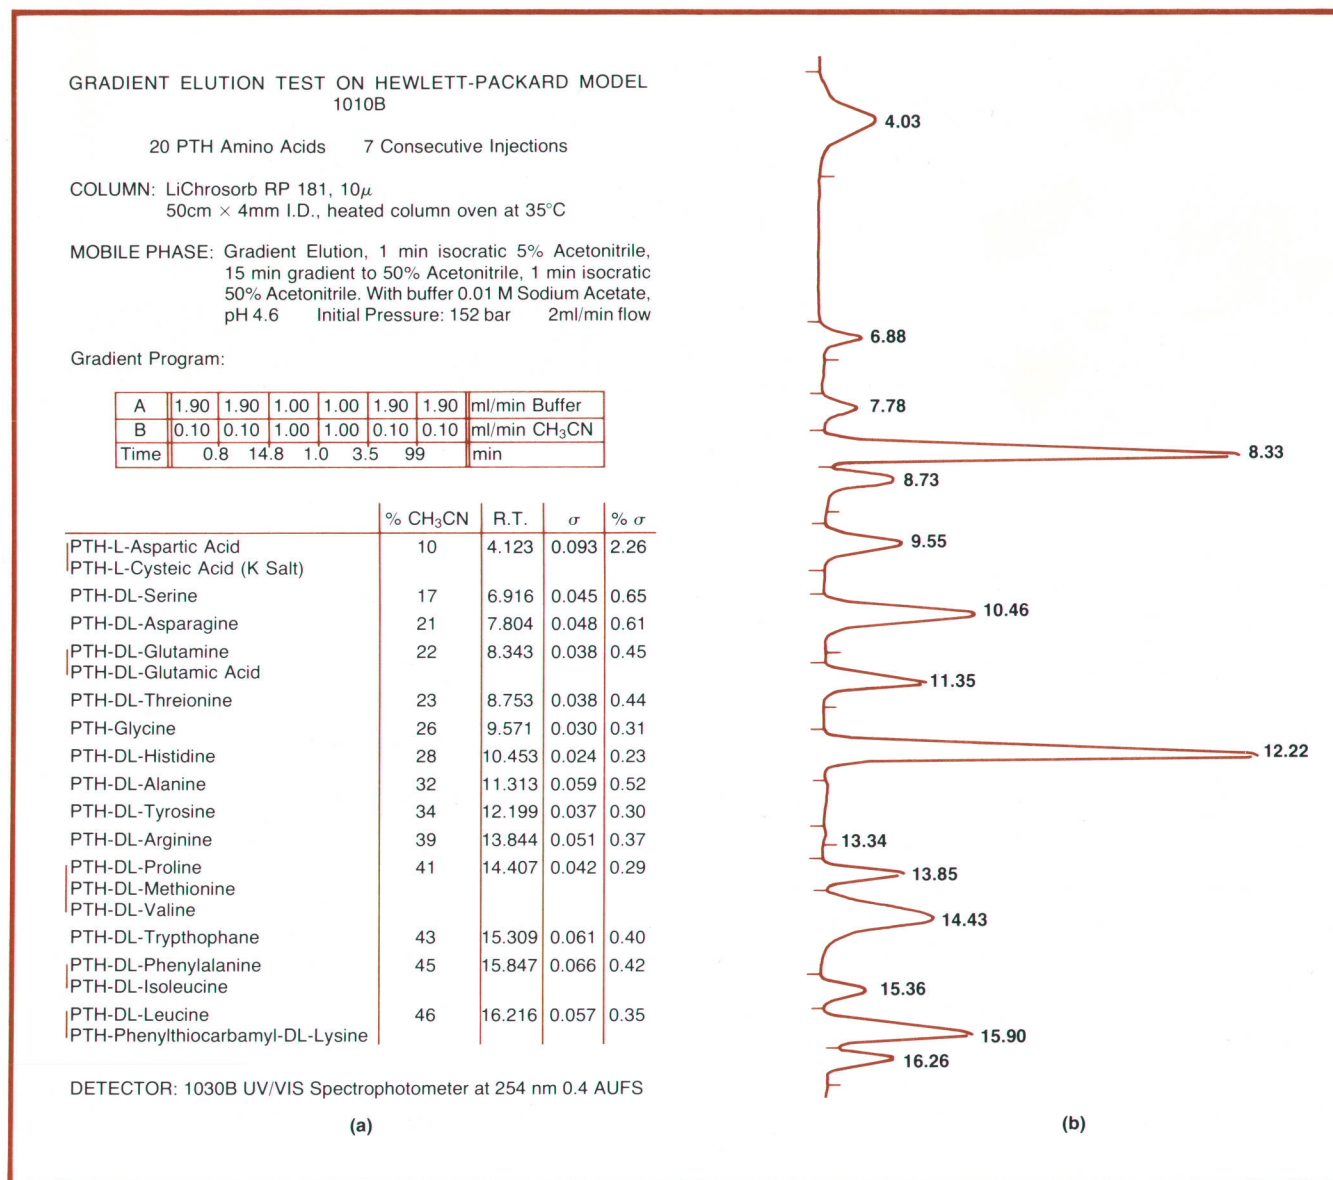 GRADIENT ELUTION TEST ON HEWLETT-PACKARD MODEL
1010B
20 PTH Amino Acids 7 Consecutive Injections
COLUMN: LiChrosorb RP 181, 10μ
50cm × 4mm I.D., heated column oven at 35°C
MOBILE PHASE: Gradient Elution, 1 min isocratic 5% Acetonitrile,
15 min gradient to 50% Acetonitrile, 1 min isocratic
50% Acetonitrile. With buffer 0.01 M Sodium Acetate,
pH 4.6 Initial Pressure: 152 bar 2ml/min flow
Gradient Program:
A 1.90 1.90 1.00 1.00 1.90 1.90 ml/min Buffer
B 0.10 0.10 1.00 1.00 0.10 0.10 ml/min CH₃CN
Time 0.8 14.8 1.0 3.5 99 min
% CH₃CN R.T. σ % σ
PTH-L-Aspartic Acid 10 4.123 0.093 2.26
PTH-L-Cysteic Acid (K Salt)
PTH-DL-Serine 17 6.916 0.045 0.65
PTH-DL-Asparagine 21 7.804 0.048 0.61
PTH-DL-Glutamine 22 8.343 0.038 0.45
PTH-DL-Glutamic Acid
PTH-DL-Threionine 23 8.753 0.038 0.44
PTH-Glycine 26 9.571 0.030 0.31
PTH-DL-Histidine 28 10.453 0.024 0.23
PTH-DL-Alanine 32 11.313 0.059 0.52
PTH-DL-Tyrosine 34 12.199 0.037 0.30
PTH-DL-Arginine 39 13.844 0.051 0.37
PTH-DL-Proline 41 14.407 0.042 0.29
PTH-DL-Methionine
PTH-DL-Valine
PTH-DL-Trypthophane 43 15.309 0.061 0.40
PTH-DL-Phenylalanine 45 15.847 0.066 0.42
PTH-DL-Isoleucine
PTH-DL-Leucine 46 16.216 0.057 0.35
PTH-Phenylthiocarbamyl-DL-Lysine
DETECTOR: 1030B UV/VIS Spectrophotometer at 254 nm 0.4 AUFS
(a)
4.03
6.88
7.78
8.33
8.73
9.55
10.46
11.35
12.22
13.34
13.85
14.43
15.36
15.90
16.26
(b)